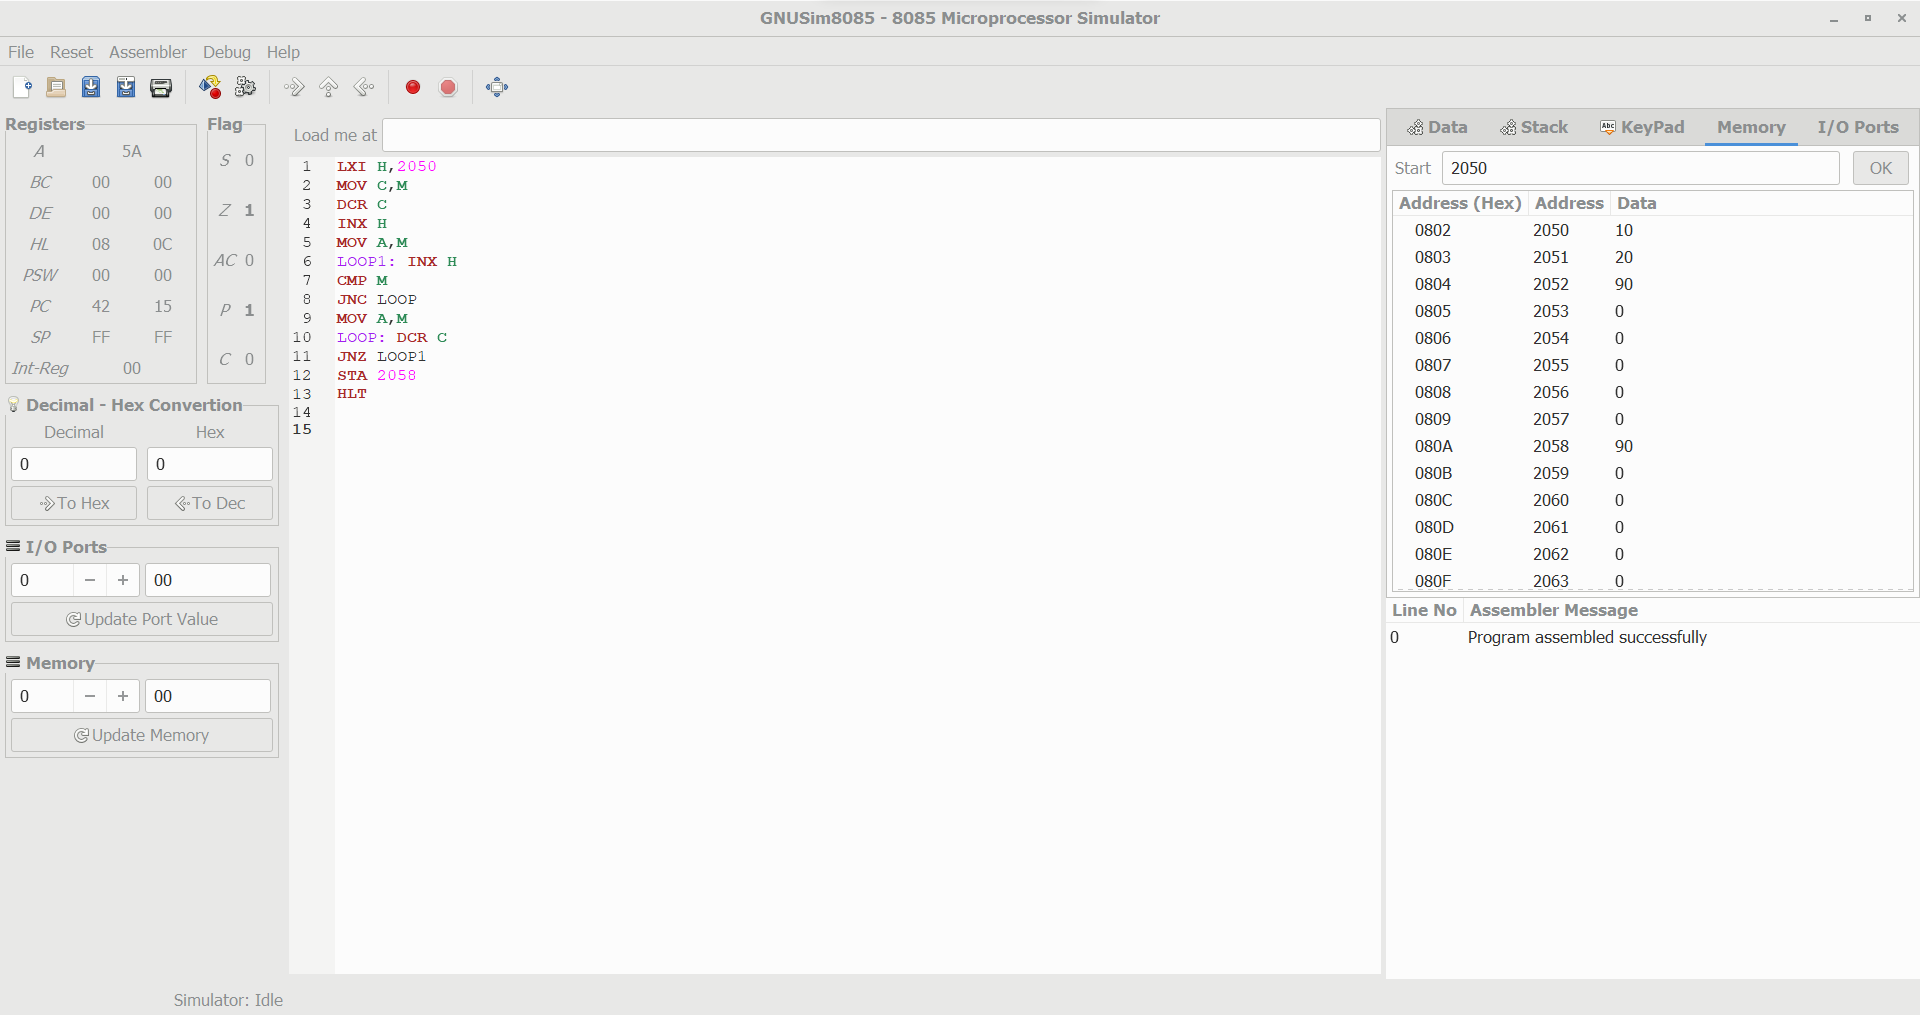 GNUSim8085 - 8085 Microprocessor Simulator
File Reset Assembler Debug Help
Registers
A 5A
BC 00 00
DE 00 00
HL 08 0C
PSW 00 00
PC 42 15
SP FF FF
Int-Reg 00
Flag
S 0
Z 1
AC 0
P 1
C 0
Decimal - Hex Convertion
Decimal Hex
0 0
To Hex To Dec
I/O Ports
0 − + 00
Update Port Value
Memory
0 − + 00
Update Memory
Load me at
1 LXI H,2050
2 MOV C,M
3 DCR C
4 INX H
5 MOV A,M
6 LOOP1: INX H
7 CMP M
8 JNC LOOP
9 MOV A,M
10 LOOP: DCR C
11 JNZ LOOP1
12 STA 2058
13 HLT
14
15
Data Stack Abc KeyPad Memory I/O Ports
Start 2050 OK
Address (Hex) Address Data
0802 2050 10
0803 2051 20
0804 2052 90
0805 2053 0
0806 2054 0
0807 2055 0
0808 2056 0
0809 2057 0
080A 2058 90
080B 2059 0
080C 2060 0
080D 2061 0
080E 2062 0
080F 2063 0
Line No Assembler Message
0 Program assembled successfully
Simulator: Idle